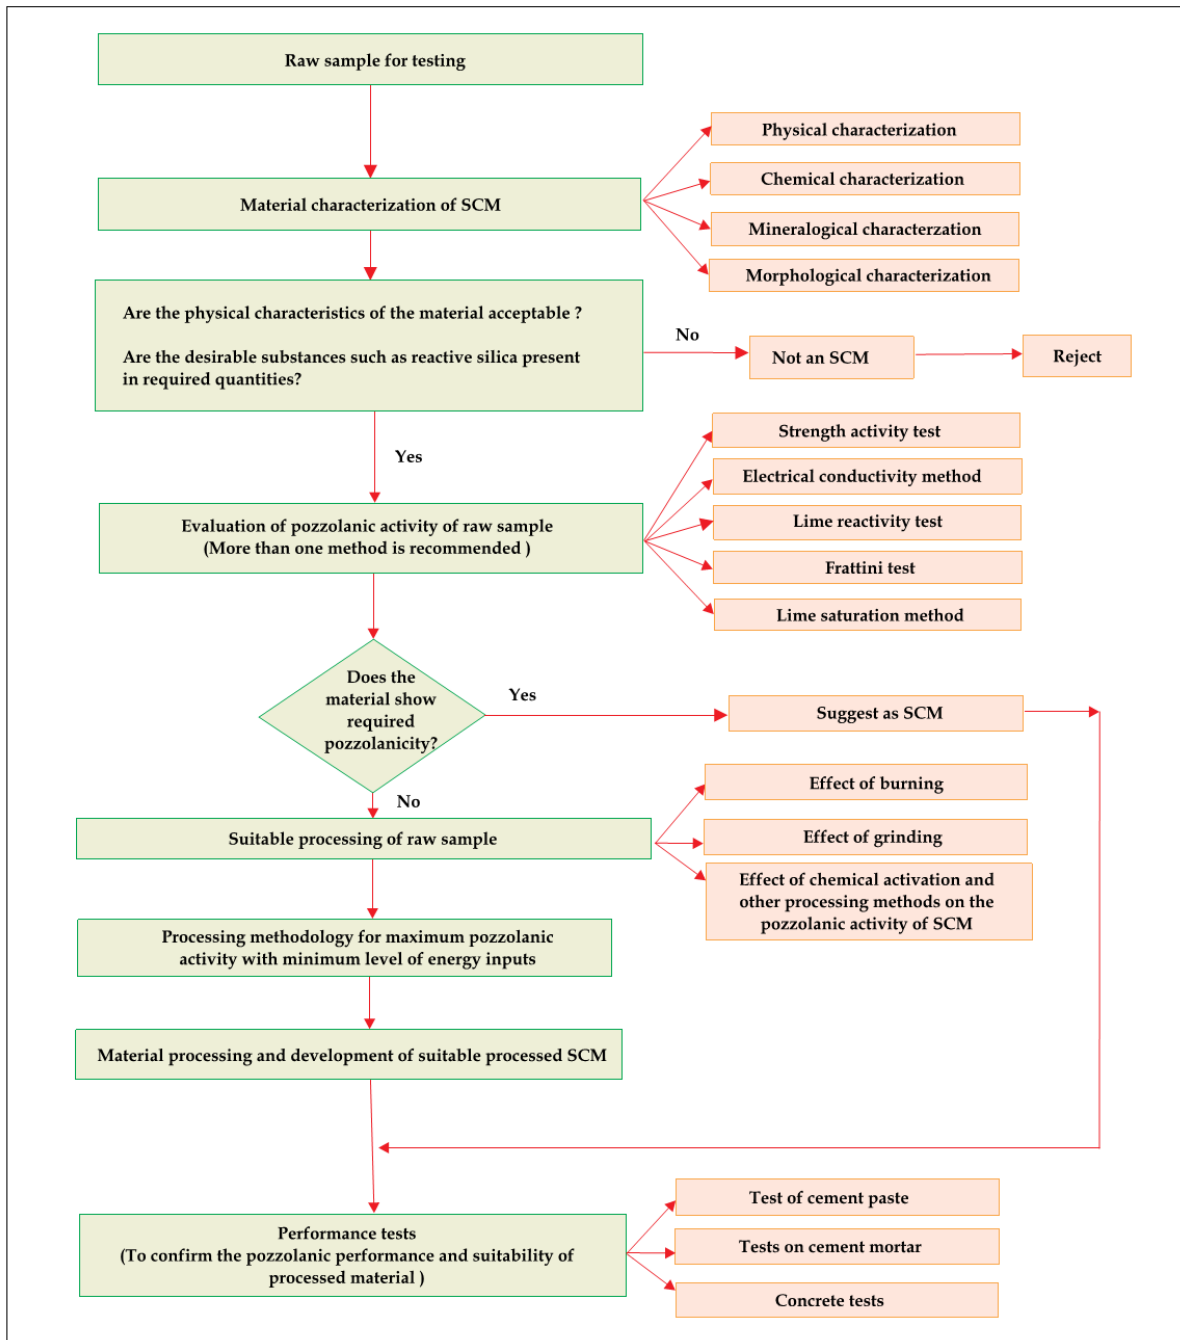 Raw sample for testing
Physical characterization
Chemical characterization
Material characterization of SCM
Mineralogical characterzation
Morphological characterization
Are the physical characteristics of the material acceptable ?
Are the desirable substances such as reactive silica present
in required quantities?
No
Not an SCM
Reject
Yes
Strength activity test
Electrical conductivity method
Evaluation of pozzolanic activity of raw sample
(More than one method is recommended )
Lime reactivity test
Frattini test
Lime saturation method
Does the
material show
required
pozzolanicity?
Yes
Suggest as SCM
No
Effect of burning
Suitable processing of raw sample
Effect of grinding
Effect of chemical activation and
other processing methods on the
pozzolanic activity of SCM
Processing methodology for maximum pozzolanic
activity with minimum level of energy inputs
Material processing and development of suitable processed SCM
Performance tests
(To confirm the pozzolanic performance and suitability of
processed material )
Test of cement paste
Tests on cement mortar
Concrete tests